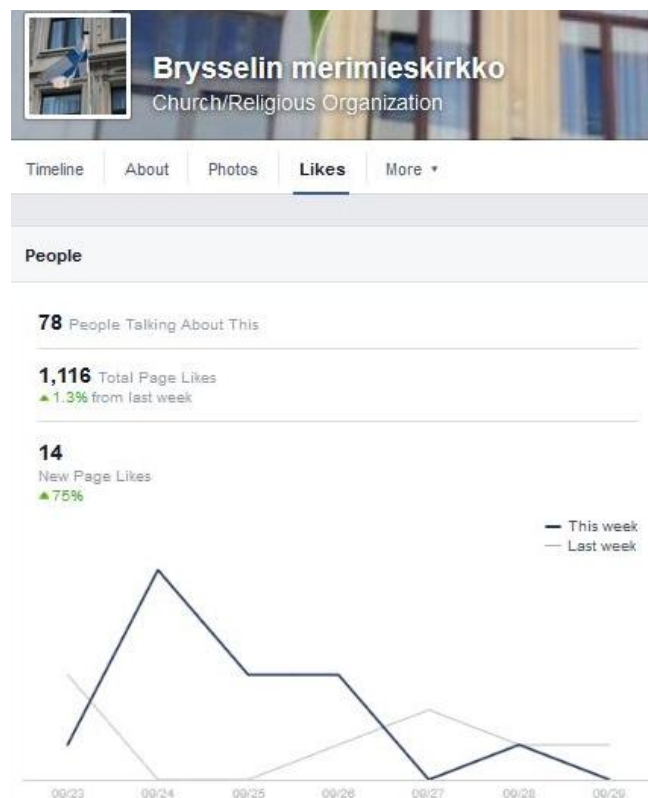 Brysselin merimieskirkko
Church/Religious Organization
Timeline About Photos Likes More
People
78 People Talking About This
1,116 Total Page Likes
1.3% from last week
14
New Page Likes
75%
This week
Last week
09/23 09/24 09/25 09/26 09/27 09/28 09/29